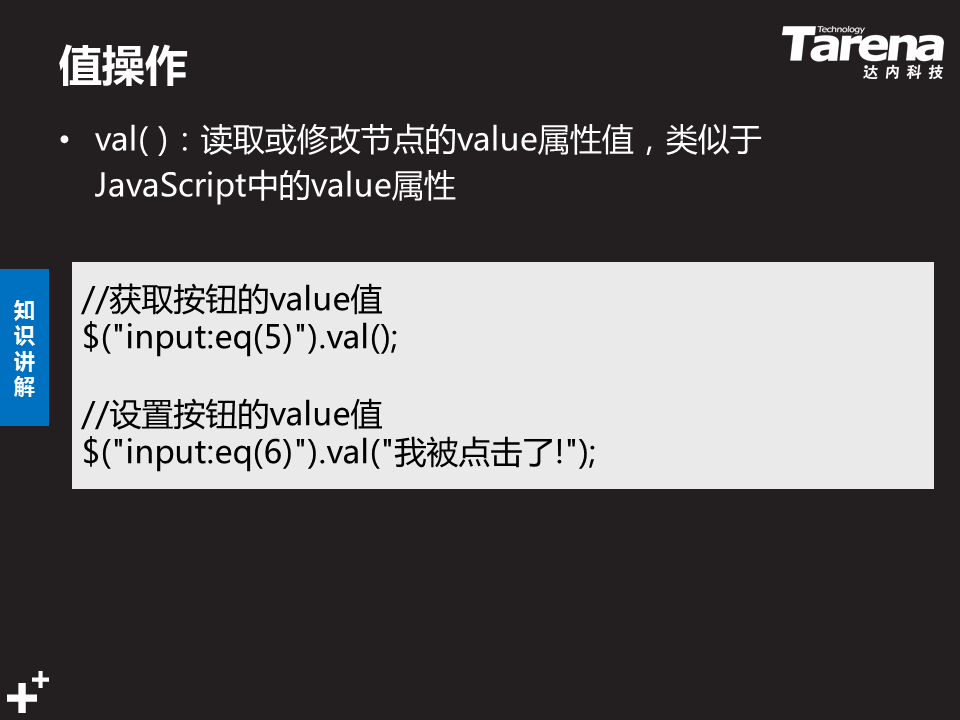 值操作
Technology
Tarena
达内科技
• val( )：读取或修改节点的value属性值，类似于
JavaScript中的value属性
知
识
讲
解
//获取按钮的value值
$("input:eq(5)").val();
//设置按钮的value值
$("input:eq(6)").val("我被点击了!");